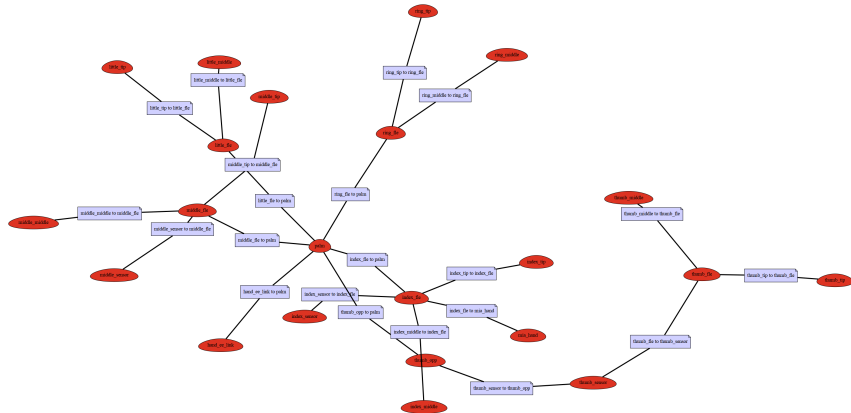 ring_tip
little_middle
ring_middle
little_tip
ring_tip to ring_fle
little_middle to little_fle
ring_middle to ring_fle
middle_tip
little_tip to little_fle
ring_fle
little_fle
middle_tip to middle_fle
ring_fle to palm
thumb_middle
little_fle to palm
middle_fle
middle_middle to middle_fle
thumb_middle to thumb_fle
middle_middle
middle_sensor to middle_fle
middle_fle to palm
palm
index_fle to palm
index_tip
middle_sensor
index_tip to index_fle
thumb_fle
thumb_tip to thumb_fle
thumb_tip
hand_ee_link to palm
index_sensor to index_fle
index_fle
thumb_opp to palm
index_fle to mia_hand
index_sensor
index_middle to index_fle
mia_hand
hand_ee_link
thumb_fle to thumb_sensor
thumb_opp
thumb_sensor to thumb_opp
thumb_sensor
index_middle